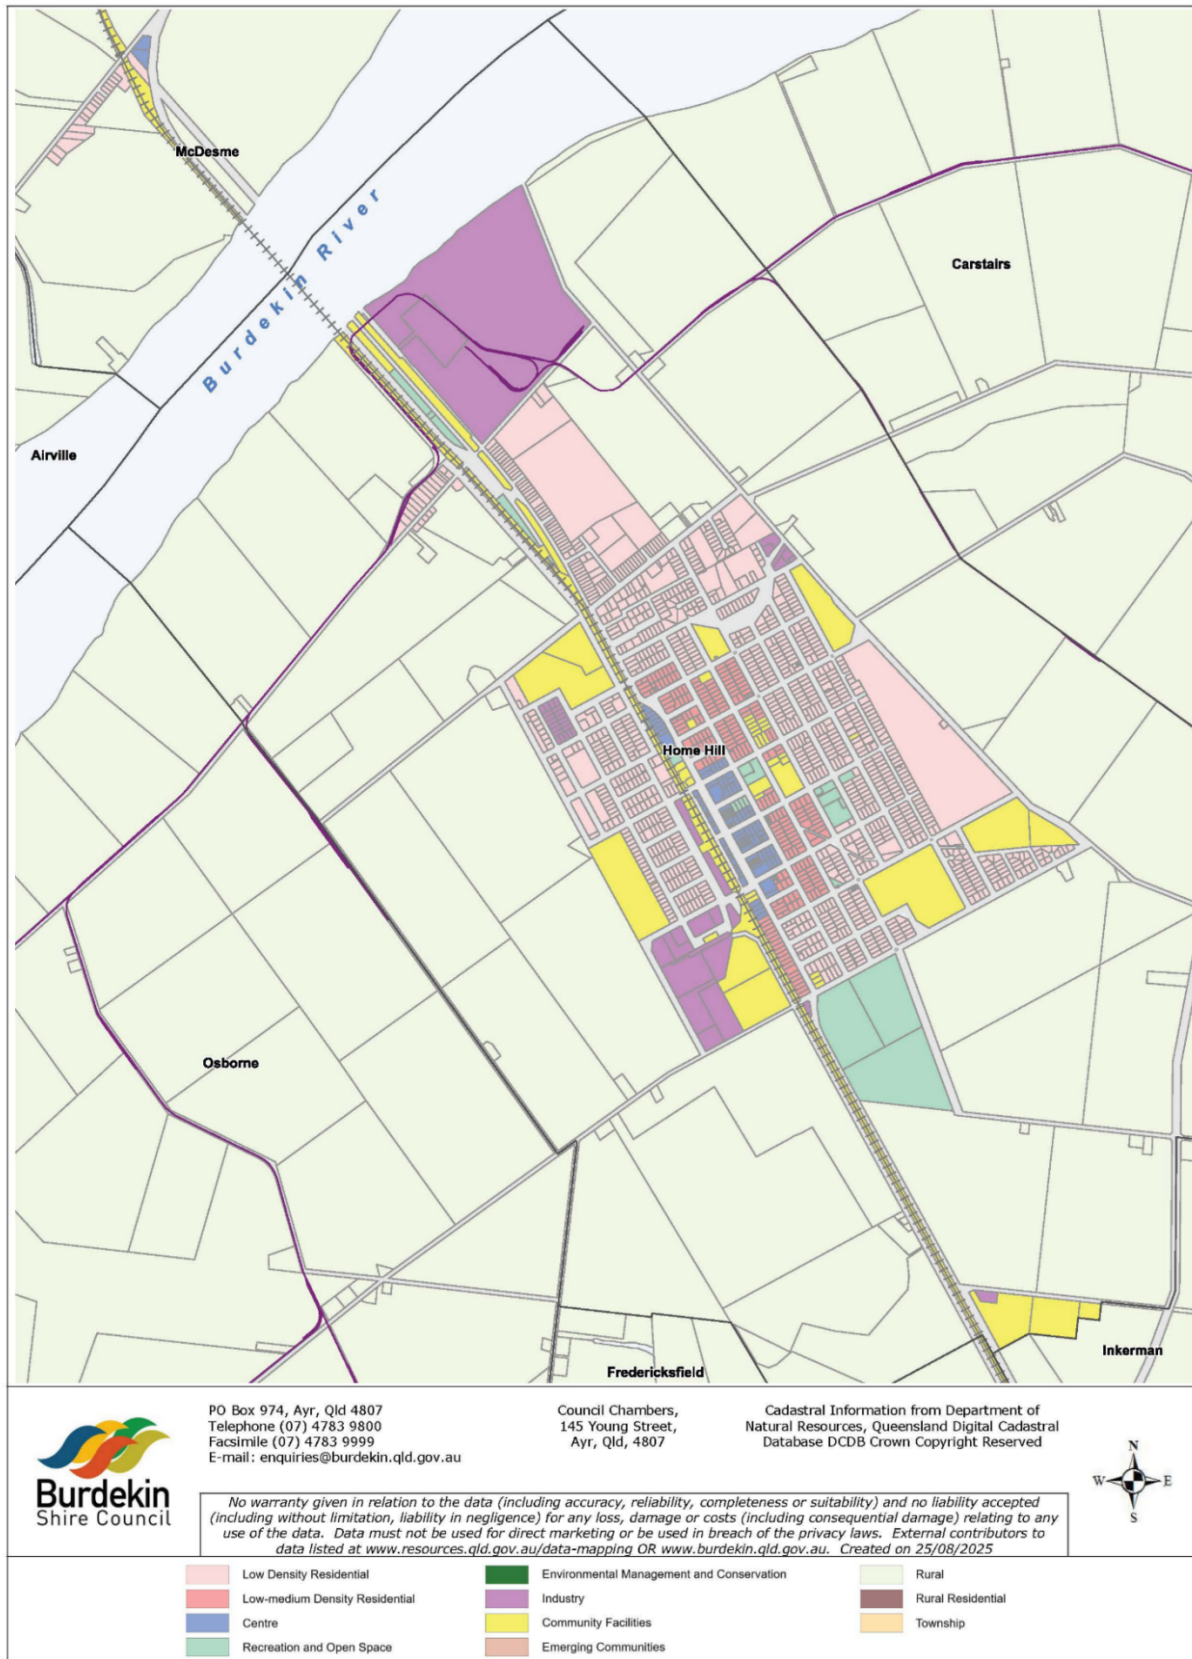 McDesme
Burdekin River
Carstairs
Airville
Home Hill
Osborne
Inkerman
Fredericksfield
Burdekin
Shire Council
PO Box 974, Ayr, Qld 4807
Telephone (07) 4783 9800
Facsimile (07) 4783 9999
E-mail: enquiries@burdekin.qld.gov.au
Council Chambers,
145 Young Street,
Ayr, Qld, 4807
Cadastral Information from Department of
Natural Resources, Queensland Digital Cadastral
Database DCDB Crown Copyright Reserved
N
W E
S
No warranty given in relation to the data (including accuracy, reliability, completeness or suitability) and no liability accepted
(including without limitation, liability in negligence) for any loss, damage or costs (including consequential damage) relating to any
use of the data. Data must not be used for direct marketing or be used in breach of the privacy laws. External contributors to
data listed at www.resources.qld.gov.au/data-mapping OR www.burdekin.qld.gov.au. Created on 25/08/2025
Low Density Residential
Low-medium Density Residential
Centre
Recreation and Open Space
Environmental Management and Conservation
Industry
Community Facilities
Emerging Communities
Rural
Rural Residential
Township